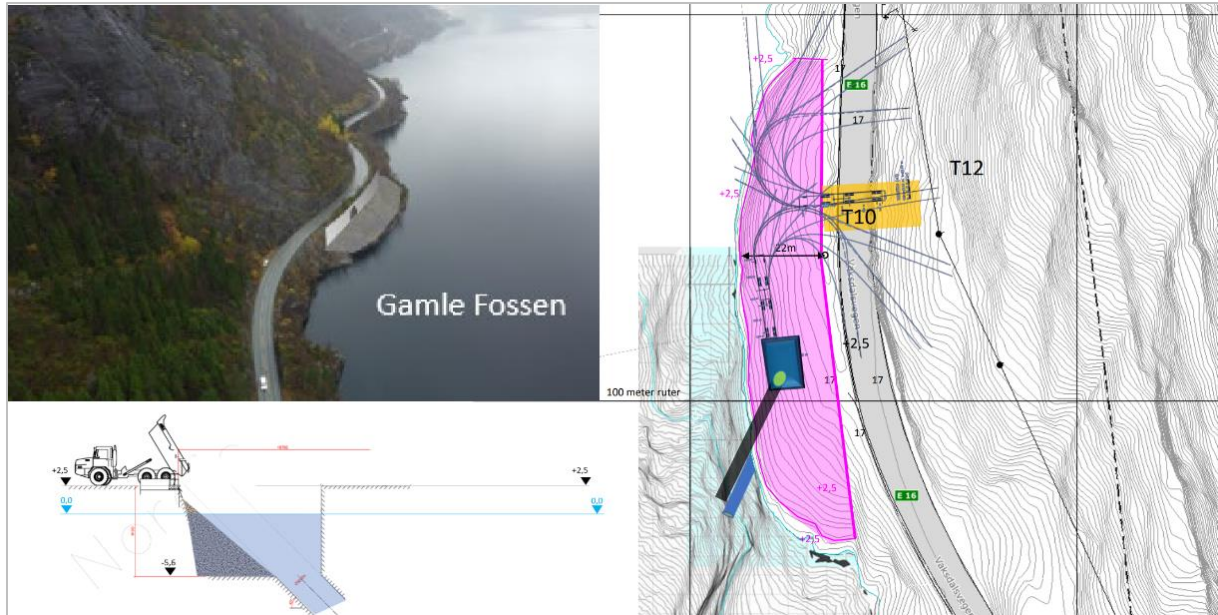 Gamle Fossen
+2,5
+2,5
0,0
0,0
-5,6
+2,5
17
E 16
17
T12
+2,5
T10
22m
+2,5
100 meter ruter
17
17
17
+2,5
E 16
+2,5
Vaksdalsvegen